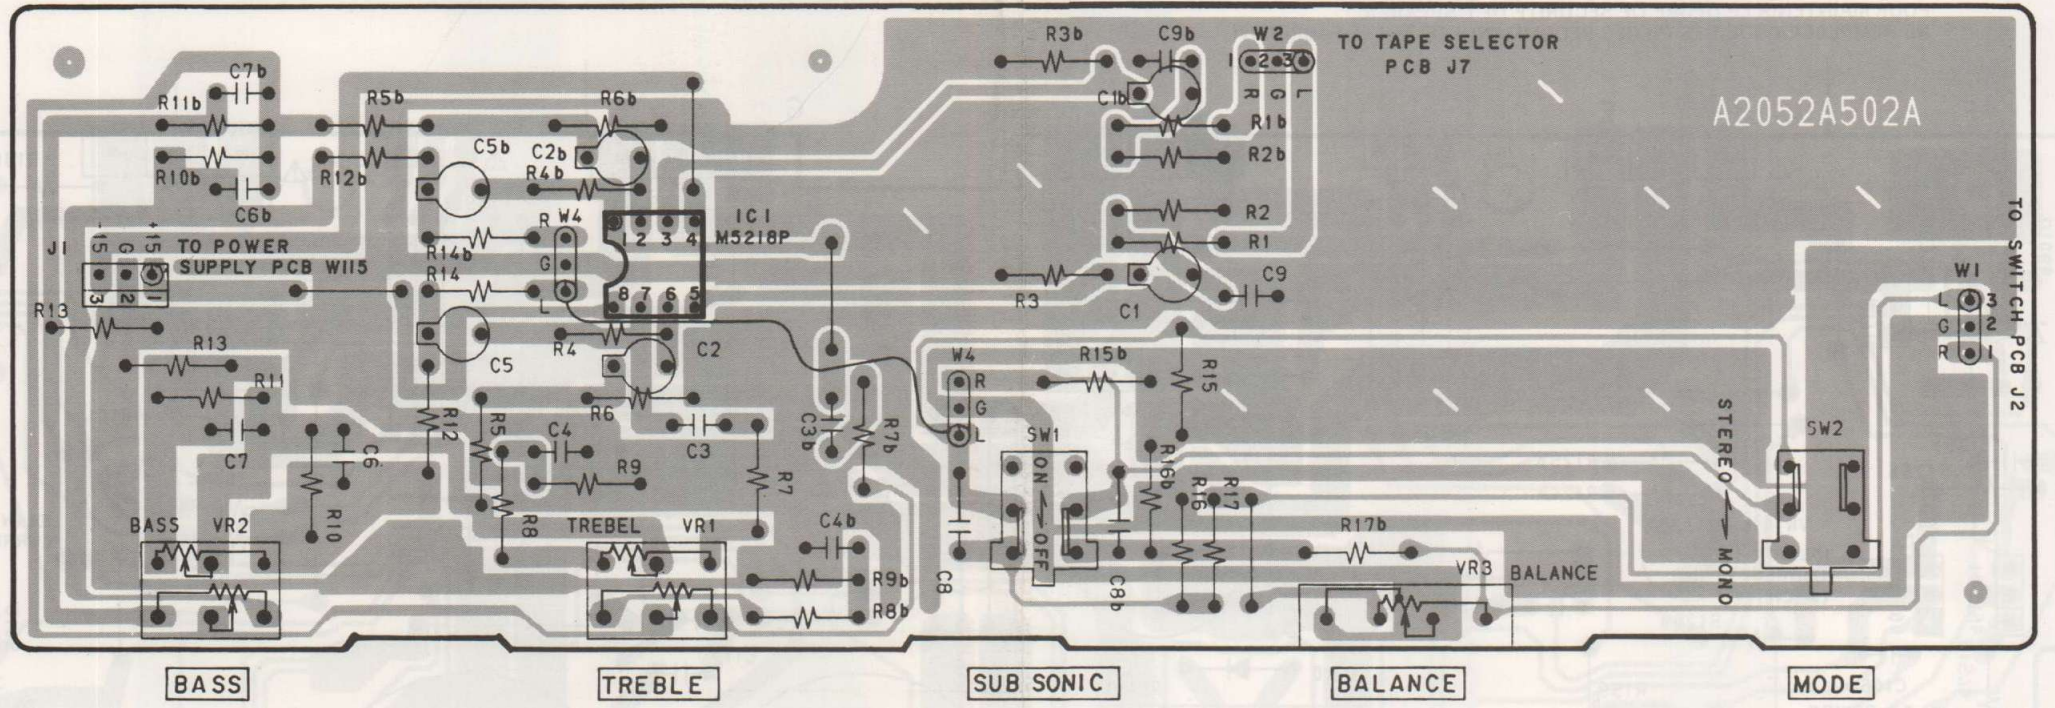 R3b
C9b
W2
TO TAPE SELECTOR
PCB J7
1 2 3
R G L
C7b
R11b
R5b
R6b
C1b
R1b
A2052A502A
C5b
C2b
R2b
R10b
R12b
R4b
C6b
R
W4
IC1
M5218P
R2
J1
-15 G +15
TO POWER
SUPPLY PCB W115
1 2 3 4
R14b
R1
G
3 2 1
R14
L
8 7 6 5
R3
C9
C1
W1
L 3
G 2
R 1
TO SWITCH PCB J2
R13
R13
C5
R4
C2
W4
R
G
L
R15b
R15
R11
R12
R5
R6
C3
C3b
R7b
C7
C6
C4
R9
R7
SW1
ON
OFF
R16b
R16
R17
STEREO
MONO
SW2
R10
R8
BASS
VR2
TREBEL
VR1
C4b
R9b
R8b
C8
C8b
R17b
VR3
BALANCE
BASS
TREBLE
SUB SONIC
BALANCE
MODE